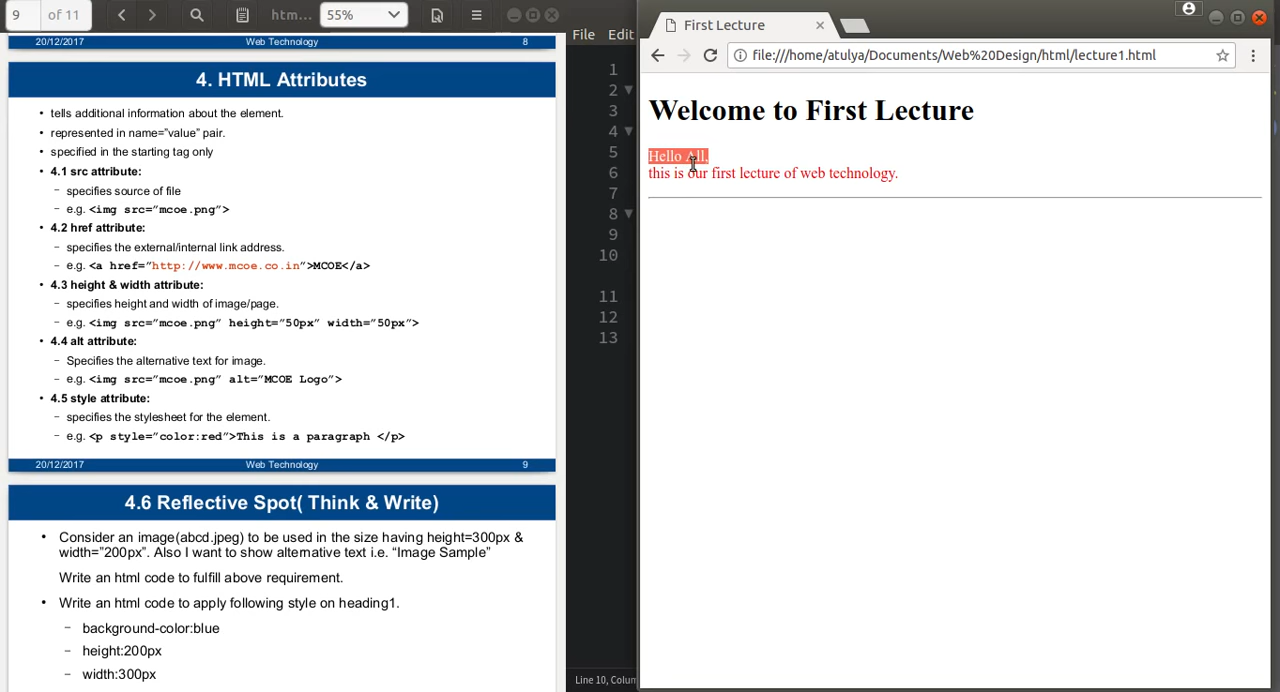 9
of 11
htm...
55%
20/12/2017 Web Technology 8
4. HTML Attributes
• tells additional information about the element.
• represented in name="value" pair.
• specified in the starting tag only
• 4.1 src attribute:
– specifies source of file
– e.g. <img src="mcoe.png">
• 4.2 href attribute:
– specifies the external/internal link address.
– e.g. <a href="http://www.mcoe.co.in">MCOE</a>
• 4.3 height & width attribute:
– specifies height and width of image/page.
– e.g. <img src="mcoe.png" height="50px" width="50px">
• 4.4 alt attribute:
– Specifies the alternative text for image.
– e.g. <img src="mcoe.png" alt="MCOE Logo">
• 4.5 style attribute:
– specifies the stylesheet for the element.
– e.g. <p style="color:red">This is a paragraph </p>
20/12/2017 Web Technology 9
4.6 Reflective Spot( Think & Write)
• Consider an image(abcd.jpeg) to be used in the size having height=300px &
width="200px". Also I want to show alternative text i.e. “Image Sample”
Write an html code to fulfill above requirement.
• Write an html code to apply following style on heading1.
– background-color:blue
– height:200px
– width:300px
File Edit
1
2
3
4
5
6
7
8
9
10
11
12
13
Line 10, Colum
First Lecture
file:///home/atulya/Documents/Web%20Design/html/lecture1.html
Welcome to First Lecture
Hello All,
this is our first lecture of web technology.